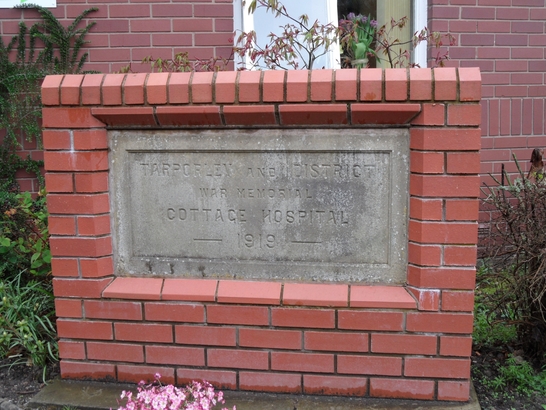 TARPORLEY AND DISTRICT
WAR MEMORIAL
COTTAGE HOSPITAL
— 1919 —